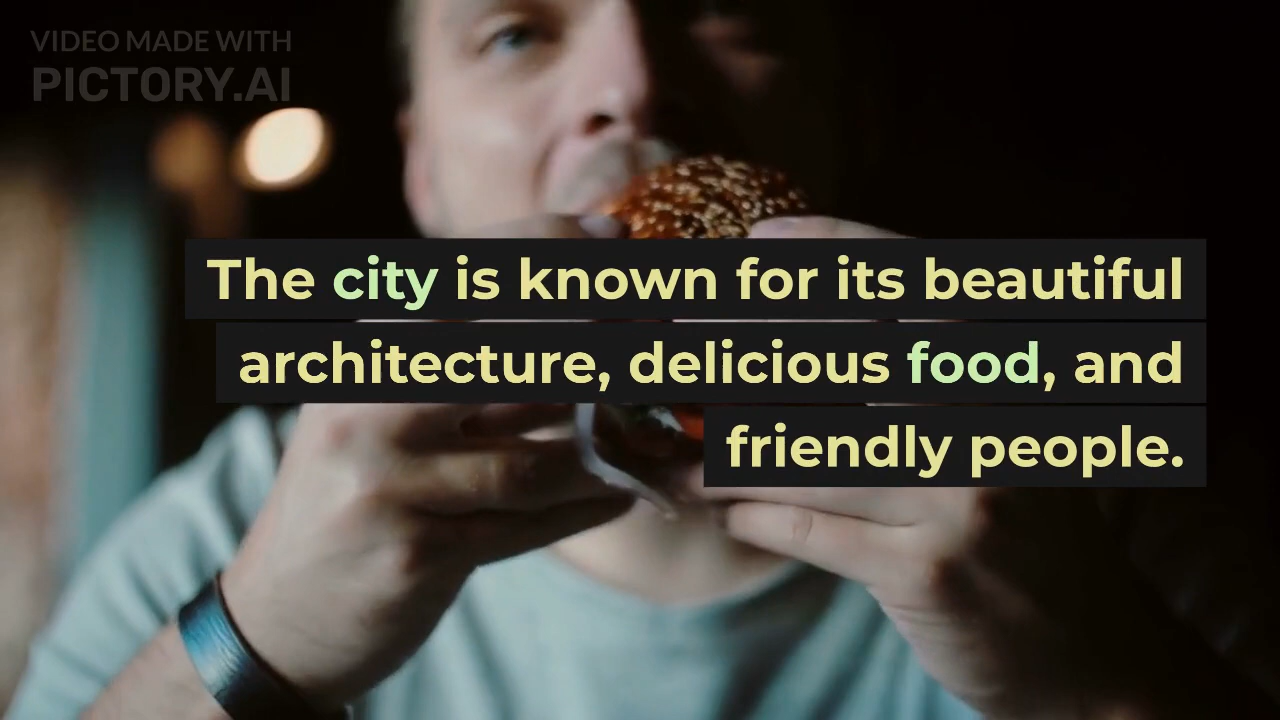 VIDEO MADE WITH
PICTORY.AI
The city is known for its beautiful
architecture, delicious food, and
friendly people.